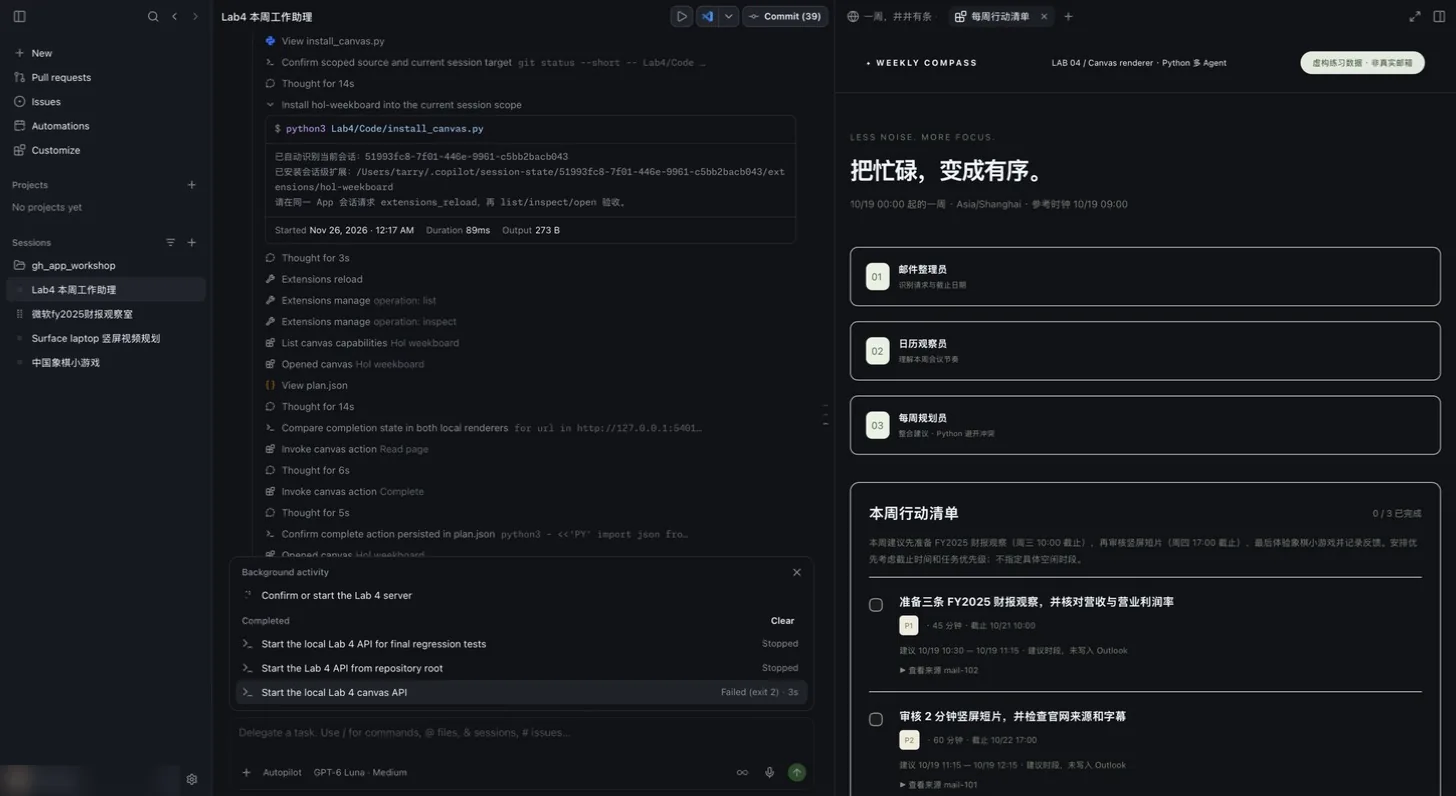 Lab4 本周工作助理
Commit (39)
一周，井井有条
每周行动清单
New
Pull requests
Issues
Automations
Customize
Projects
No projects yet
Sessions
gh_app_workshop
Lab4 本周工作助理
微软fy2025财报观察室
Surface laptop 竖屏视频规划
中国象棋小游戏
View install_canvas.py
Confirm scoped source and current session target git status --short -- Lab4/Code …
Thought for 14s
Install hol-weekboard into the current session scope
$ python3 Lab4/Code/install_canvas.py
已自动识别当前会话：51993fc8-7f01-446e-9961-c5bb2bacb043
已安装会话级扩展：/Users/tarry/.copilot/session-state/51993fc8-7f01-446e-9961-c5bb2bacb043/ext
ensions/hol-weekboard
请在同一 App 会话请求 extensions_reload，再 list/inspect/open 验收。
Started Nov 26, 2026 · 12:17 AM Duration 89ms Output 273 B
Thought for 3s
Extensions reload
Extensions manage operation: list
Extensions manage operation: inspect
List canvas capabilities Hol weekboard
Opened canvas Hol weekboard
View plan.json
Thought for 14s
Compare completion state in both local renderers for url in http://127.0.0.1:5401…
Invoke canvas action Read page
Thought for 6s
Invoke canvas action Complete
Thought for 5s
Confirm complete action persisted in plan.json python3 - <<'PY' import json fro…
Opened canvas Hol weekboard
Background activity
Confirm or start the Lab 4 server
Completed
Clear
Start the local Lab 4 API for final regression tests Stopped
Start the Lab 4 API from repository root Stopped
Start the local Lab 4 canvas API Failed (exit 2) · 3s
Delegate a task. Use / for commands, @ files, & sessions, # issues...
Autopilot GPT-6 Luna · Medium
WEEKLY COMPASS
LAB 04 / Canvas renderer · Python 多 Agent
虚构练习数据 · 非真实邮箱
LESS NOISE. MORE FOCUS.
把忙碌，变成有序。
10/19 00:00 起的一周 · Asia/Shanghai · 参考时钟 10/19 09:00
01
邮件整理员
识别请求与截止日期
02
日历观察员
理解本周会议节奏
03
每周规划员
整合建议 · Python 避开冲突
本周行动清单
0 / 3 已完成
本周建议先准备 FY2025 财报观察（周三 10:00 截止），再审核竖屏短片（周四 17:00 截止），最后体验象棋小游戏并记录反馈。安排优
先考虑截止时间和任务优先级；不指定具体空闲时段。
准备三条 FY2025 财报观察，并核对营收与营业利润率
P1 · 45 分钟 · 截止 10/21 10:00
建议 10/19 10:30 — 10/19 11:15 · 建议时段，未写入 Outlook
▶ 查看来源 mail-102
审核 2 分钟竖屏短片，并检查官网来源和字幕
P2 · 60 分钟 · 截止 10/22 17:00
建议 10/19 11:15 — 10/19 12:15 · 建议时段，未写入 Outlook
▶ 查看来源 mail-101